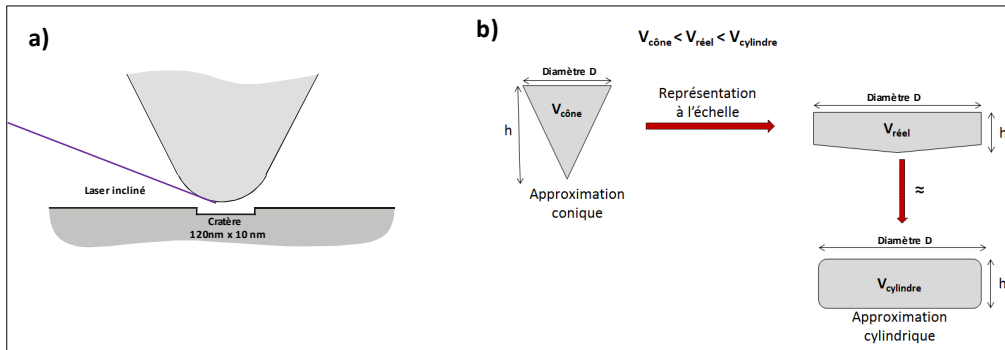 a)
Laser incliné
Cratère
120nm x 10 nm
b)
Vcône < Vréel < Vcylindre
Diamètre D
h
Vcône
Approximation
conique
Représentation
à l'échelle
Diamètre D
Vréel
h
≈
Diamètre D
Vcylindre
h
Approximation
cylindrique